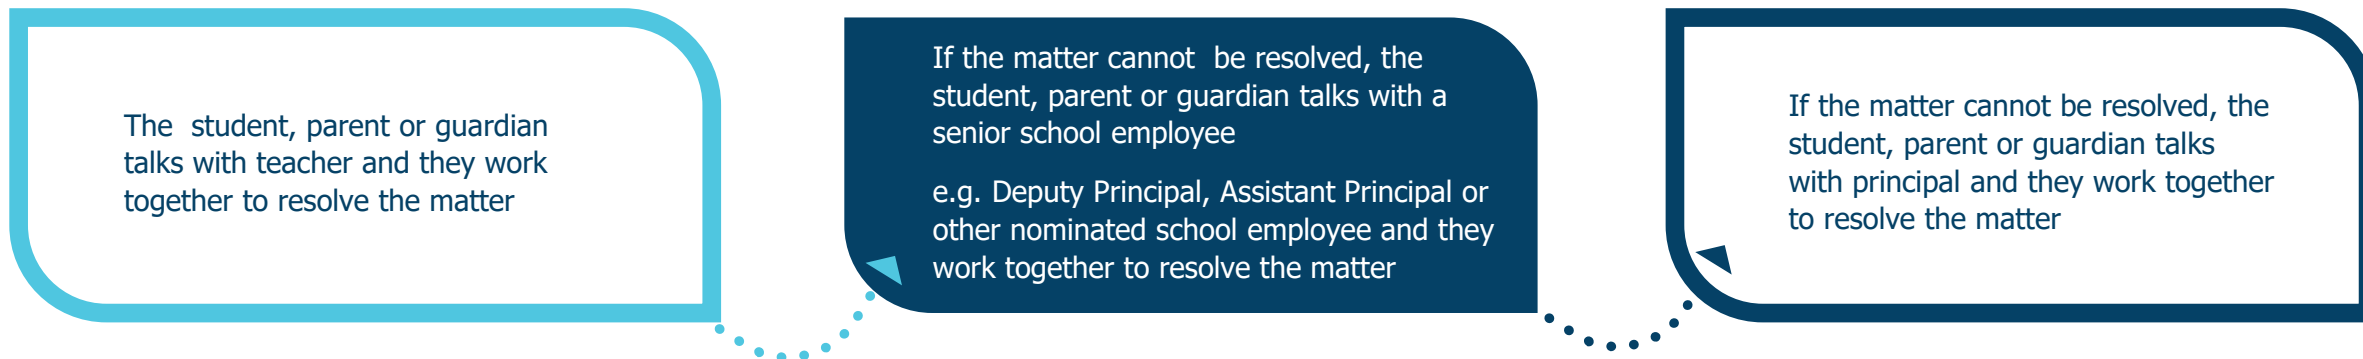 The  student, parent or guardian
talks with teacher and they work
together to resolve the matter
If the matter cannot  be resolved, the
student, parent or guardian talks with a
senior school employee
e.g. Deputy Principal, Assistant Principal or
other nominated school employee and they
work together to resolve the matter
If the matter cannot be resolved, the
student, parent or guardian talks
with principal and they work together
to resolve the matter